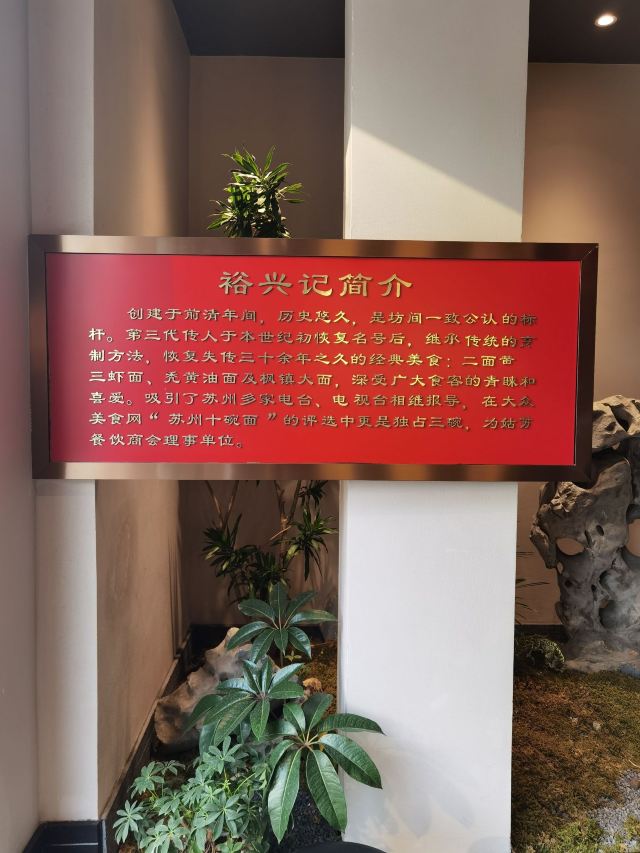 裕兴记简介
创建于前清年间，历史悠久，是坊间一致公认的标
杆。第三代传人于本世纪初恢复名号后，继承传统的
制方法，恢复失传三十余年之久的经典美食：二面黄
三虾面、秃黄油面及枫镇大面，深受广大食客的青睐和
喜爱。吸引了苏州多家电台、电视台相继报导，在大众
美食网“苏州十碗面”的评选中更是独占三碗，为姑苏
餐饮商会理事单位。